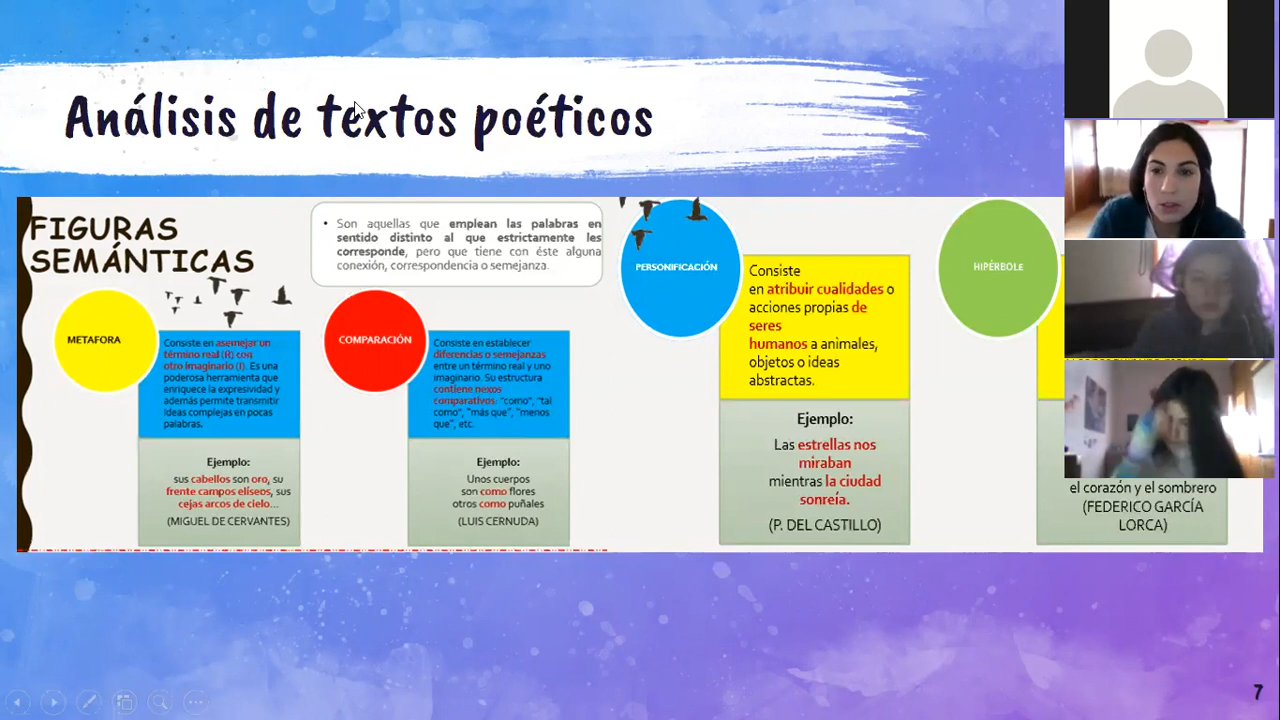 Análisis de textos poéticos
FIGURAS
SEMÁNTICAS
• Son aquellas que emplean las palabras en
sentido distinto al que estrictamente les
corresponde, pero que tiene con éste alguna
conexión, correspondencia o semejanza.
METAFORA
Consiste en asemejar un
término real (R) con
otro imaginario (I). Es una
poderosa herramienta que
enriquece la expresividad y
además permite transmitir
ideas complejas en pocas
palabras.
Ejemplo:
sus cabellos son oro, su
frente campos elíseos, sus
cejas arcos de cielo...
(MIGUEL DE CERVANTES)
COMPARACIÓN
Consiste en establecer
diferencias o semejanzas
entre un término real y uno
imaginario. Su estructura
contiene nexos
comparativos: "como", "tal
como", "más que", "menos
que", etc.
Ejemplo:
Unos cuerpos
son como flores
otros como puñales
(LUIS CERNUDA)
PERSONIFICACIÓN
Consiste
en atribuir cualidades o
acciones propias de
seres
humanos a animales,
objetos o ideas
abstractas.
Ejemplo:
Las estrellas nos
miraban
mientras la ciudad
sonreía.
(P. DEL CASTILLO)
HIPÉRBOLE
el corazón y el sombrero
(FEDERICO GARCÍA
LORCA)
7